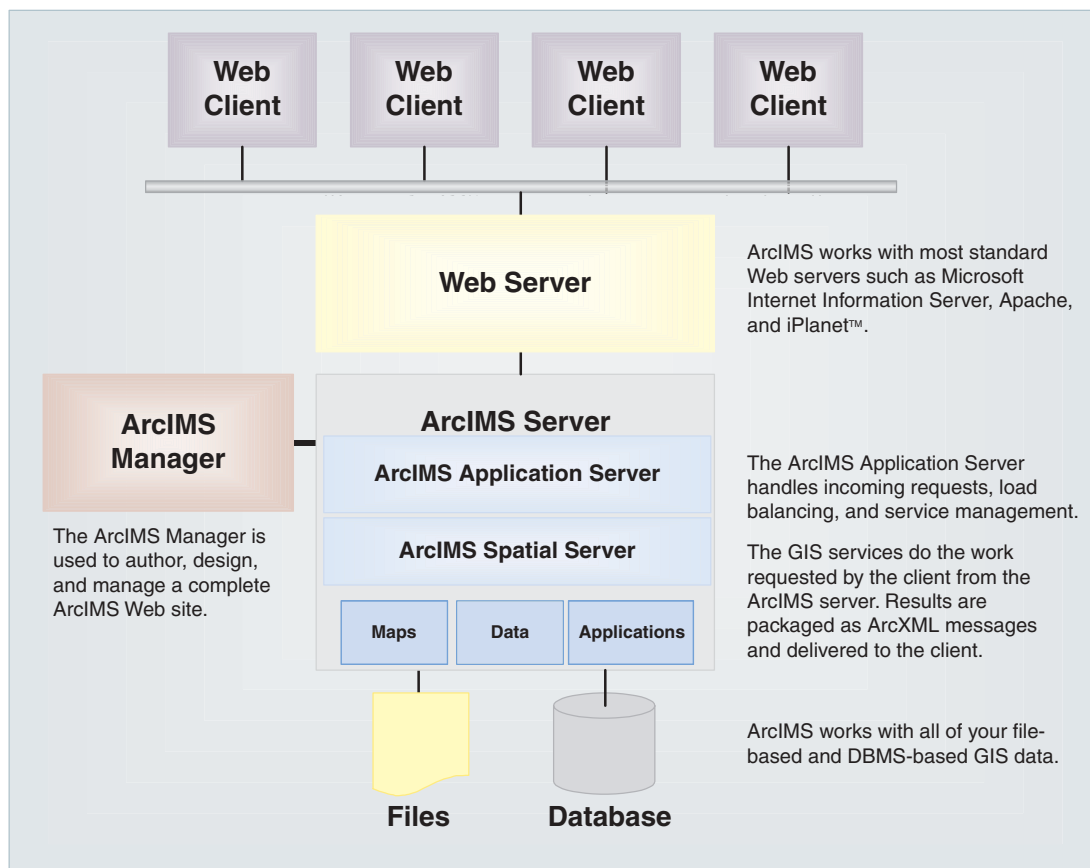 Web Client
Web Client
Web Client
Web Client
Web Server
ArcIMS works with most standard
Web servers such as Microsoft
Internet Information Server, Apache,
and iPlanet™.
ArcIMS
Manager
The ArcIMS Manager is
used to author, design,
and manage a complete
ArcIMS Web site.
ArcIMS Server
ArcIMS Application Server
ArcIMS Spatial Server
Maps
Data
Applications
The ArcIMS Application Server
handles incoming requests, load
balancing, and service management.
The GIS services do the work
requested by the client from the
ArcIMS server. Results are
packaged as ArcXML messages
and delivered to the client.
Files
Database
ArcIMS works with all of your file-
based and DBMS-based GIS data.